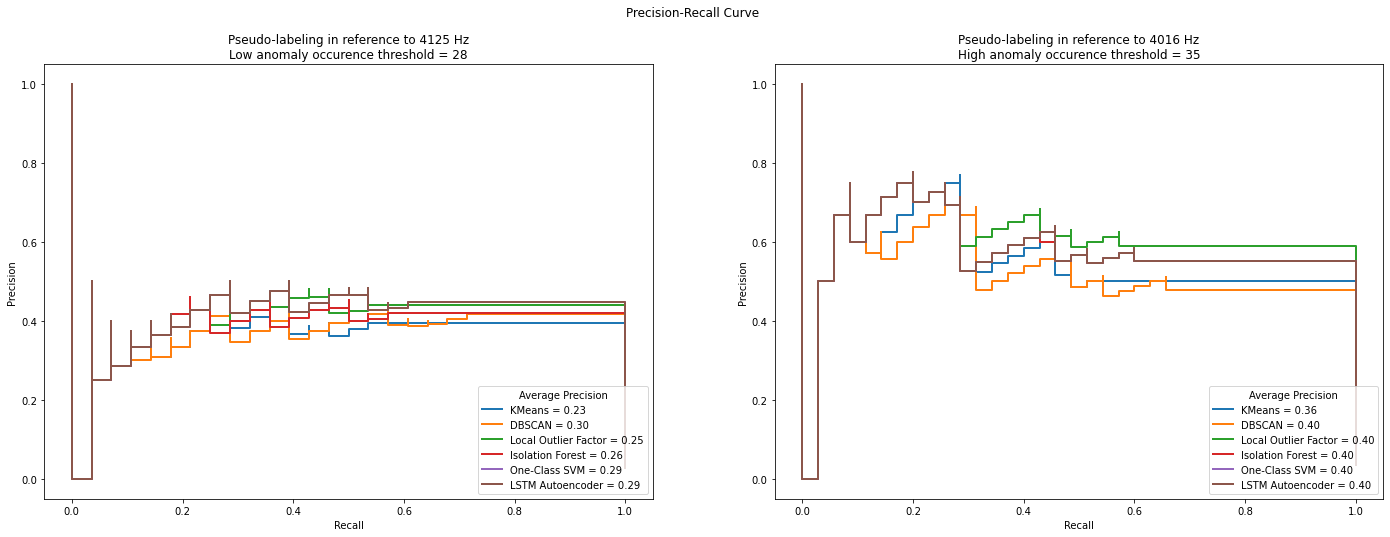 Precision-Recall Curve
Pseudo-labeling in reference to 4125 Hz
Low anomaly occurence threshold = 28
Precision
1.0
0.8
0.6
0.4
0.2
0.0
0.0
0.2
0.4
0.6
0.8
1.0
Recall
Average Precision
KMeans = 0.23
DBSCAN = 0.30
Local Outlier Factor = 0.25
Isolation Forest = 0.26
One-Class SVM = 0.29
LSTM Autoencoder = 0.29
Pseudo-labeling in reference to 4016 Hz
High anomaly occurence threshold = 35
Precision
1.0
0.8
0.6
0.4
0.2
0.0
0.0
0.2
0.4
0.6
0.8
1.0
Recall
Average Precision
KMeans = 0.36
DBSCAN = 0.40
Local Outlier Factor = 0.40
Isolation Forest = 0.40
One-Class SVM = 0.40
LSTM Autoencoder = 0.40